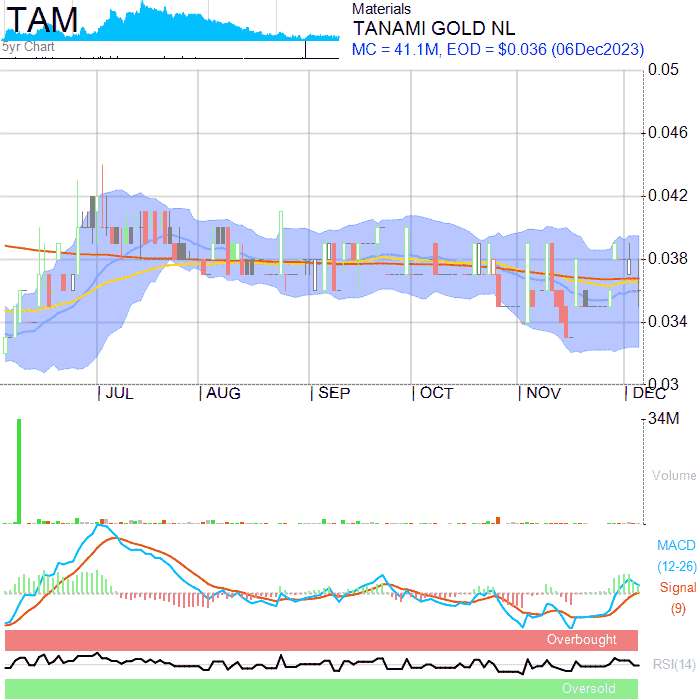 TAM
5yr Chart
Materials
TANAMI GOLD NL
MC = 41.1M, EOD = $0.036 (06Dec2023)
0.05
0.046
0.042
0.038
0.034
0.03
JUL AUG SEP OCT NOV DEC
34M
Volume
MACD
(12-26)
Signal
(9)
Overbought
RSI(14)
Oversold